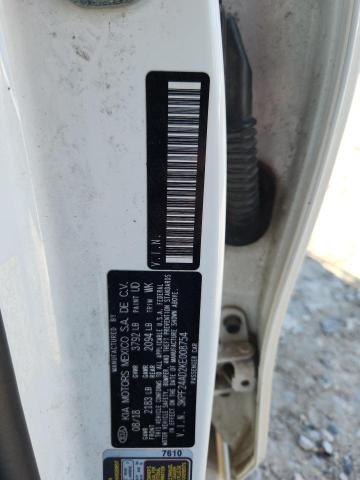 V.I.N.
MANUFACTURED BY
KIA MOTORS MEXICO S.A. DE C.V.
08/18 GVWR 3792 LB PAINT UD
GAWR FRONT 2183 LB GAWR REAR 2094 LB TRIM WK
THIS VEHICLE CONFORMS TO ALL APPLICABLE U.S.A. FEDERAL
MOTOR VEHICLE SAFETY, BUMPER, AND THEFT PREVENTION STANDARDS
IN EFFECT ON THE DATE OF MANUFACTURE SHOWN ABOVE.
V.I.N.: 3KPF24AD2KE008754
PASSENGER CAR
7610